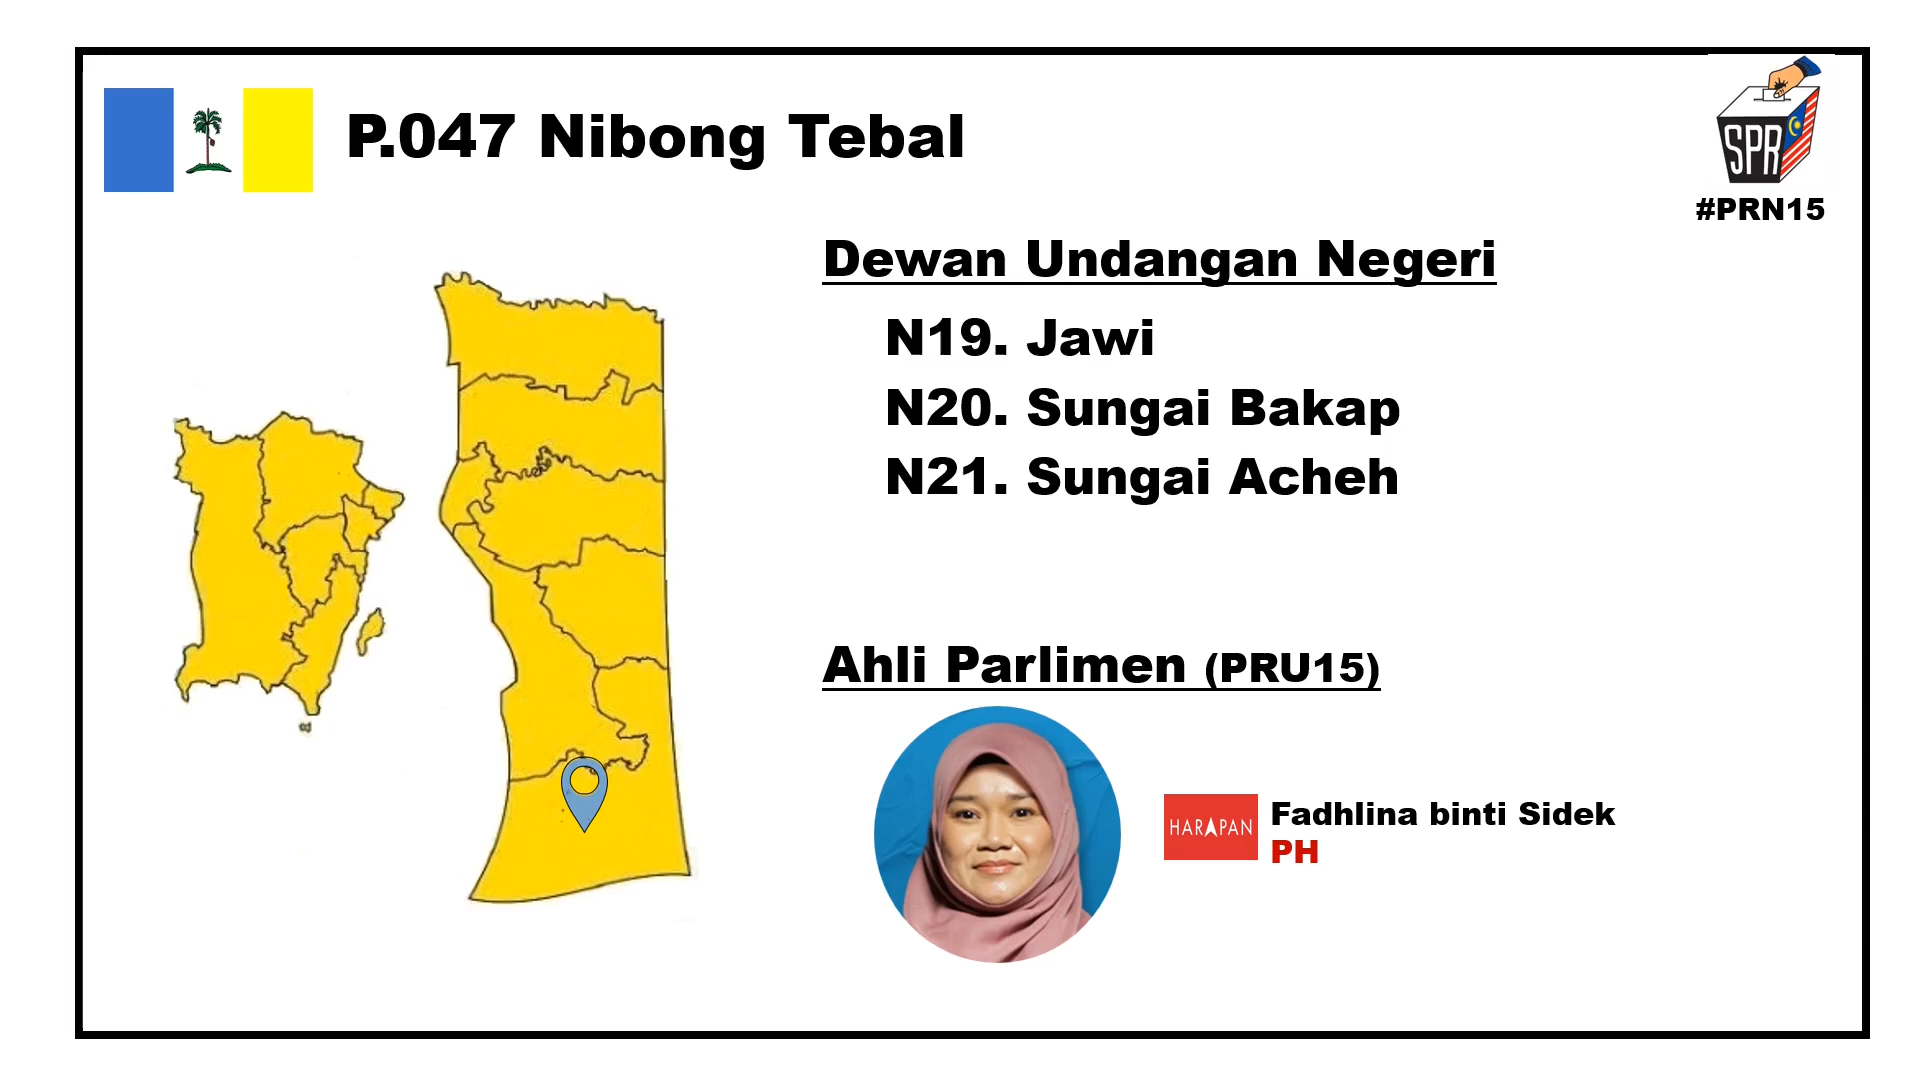 P.047 Nibong Tebal
SPR
#PRN15
Dewan Undangan Negeri
N19. Jawi
N20. Sungai Bakap
N21. Sungai Acheh
Ahli Parlimen (PRU15)
HARAPAN
Fadhlina binti Sidek
PH